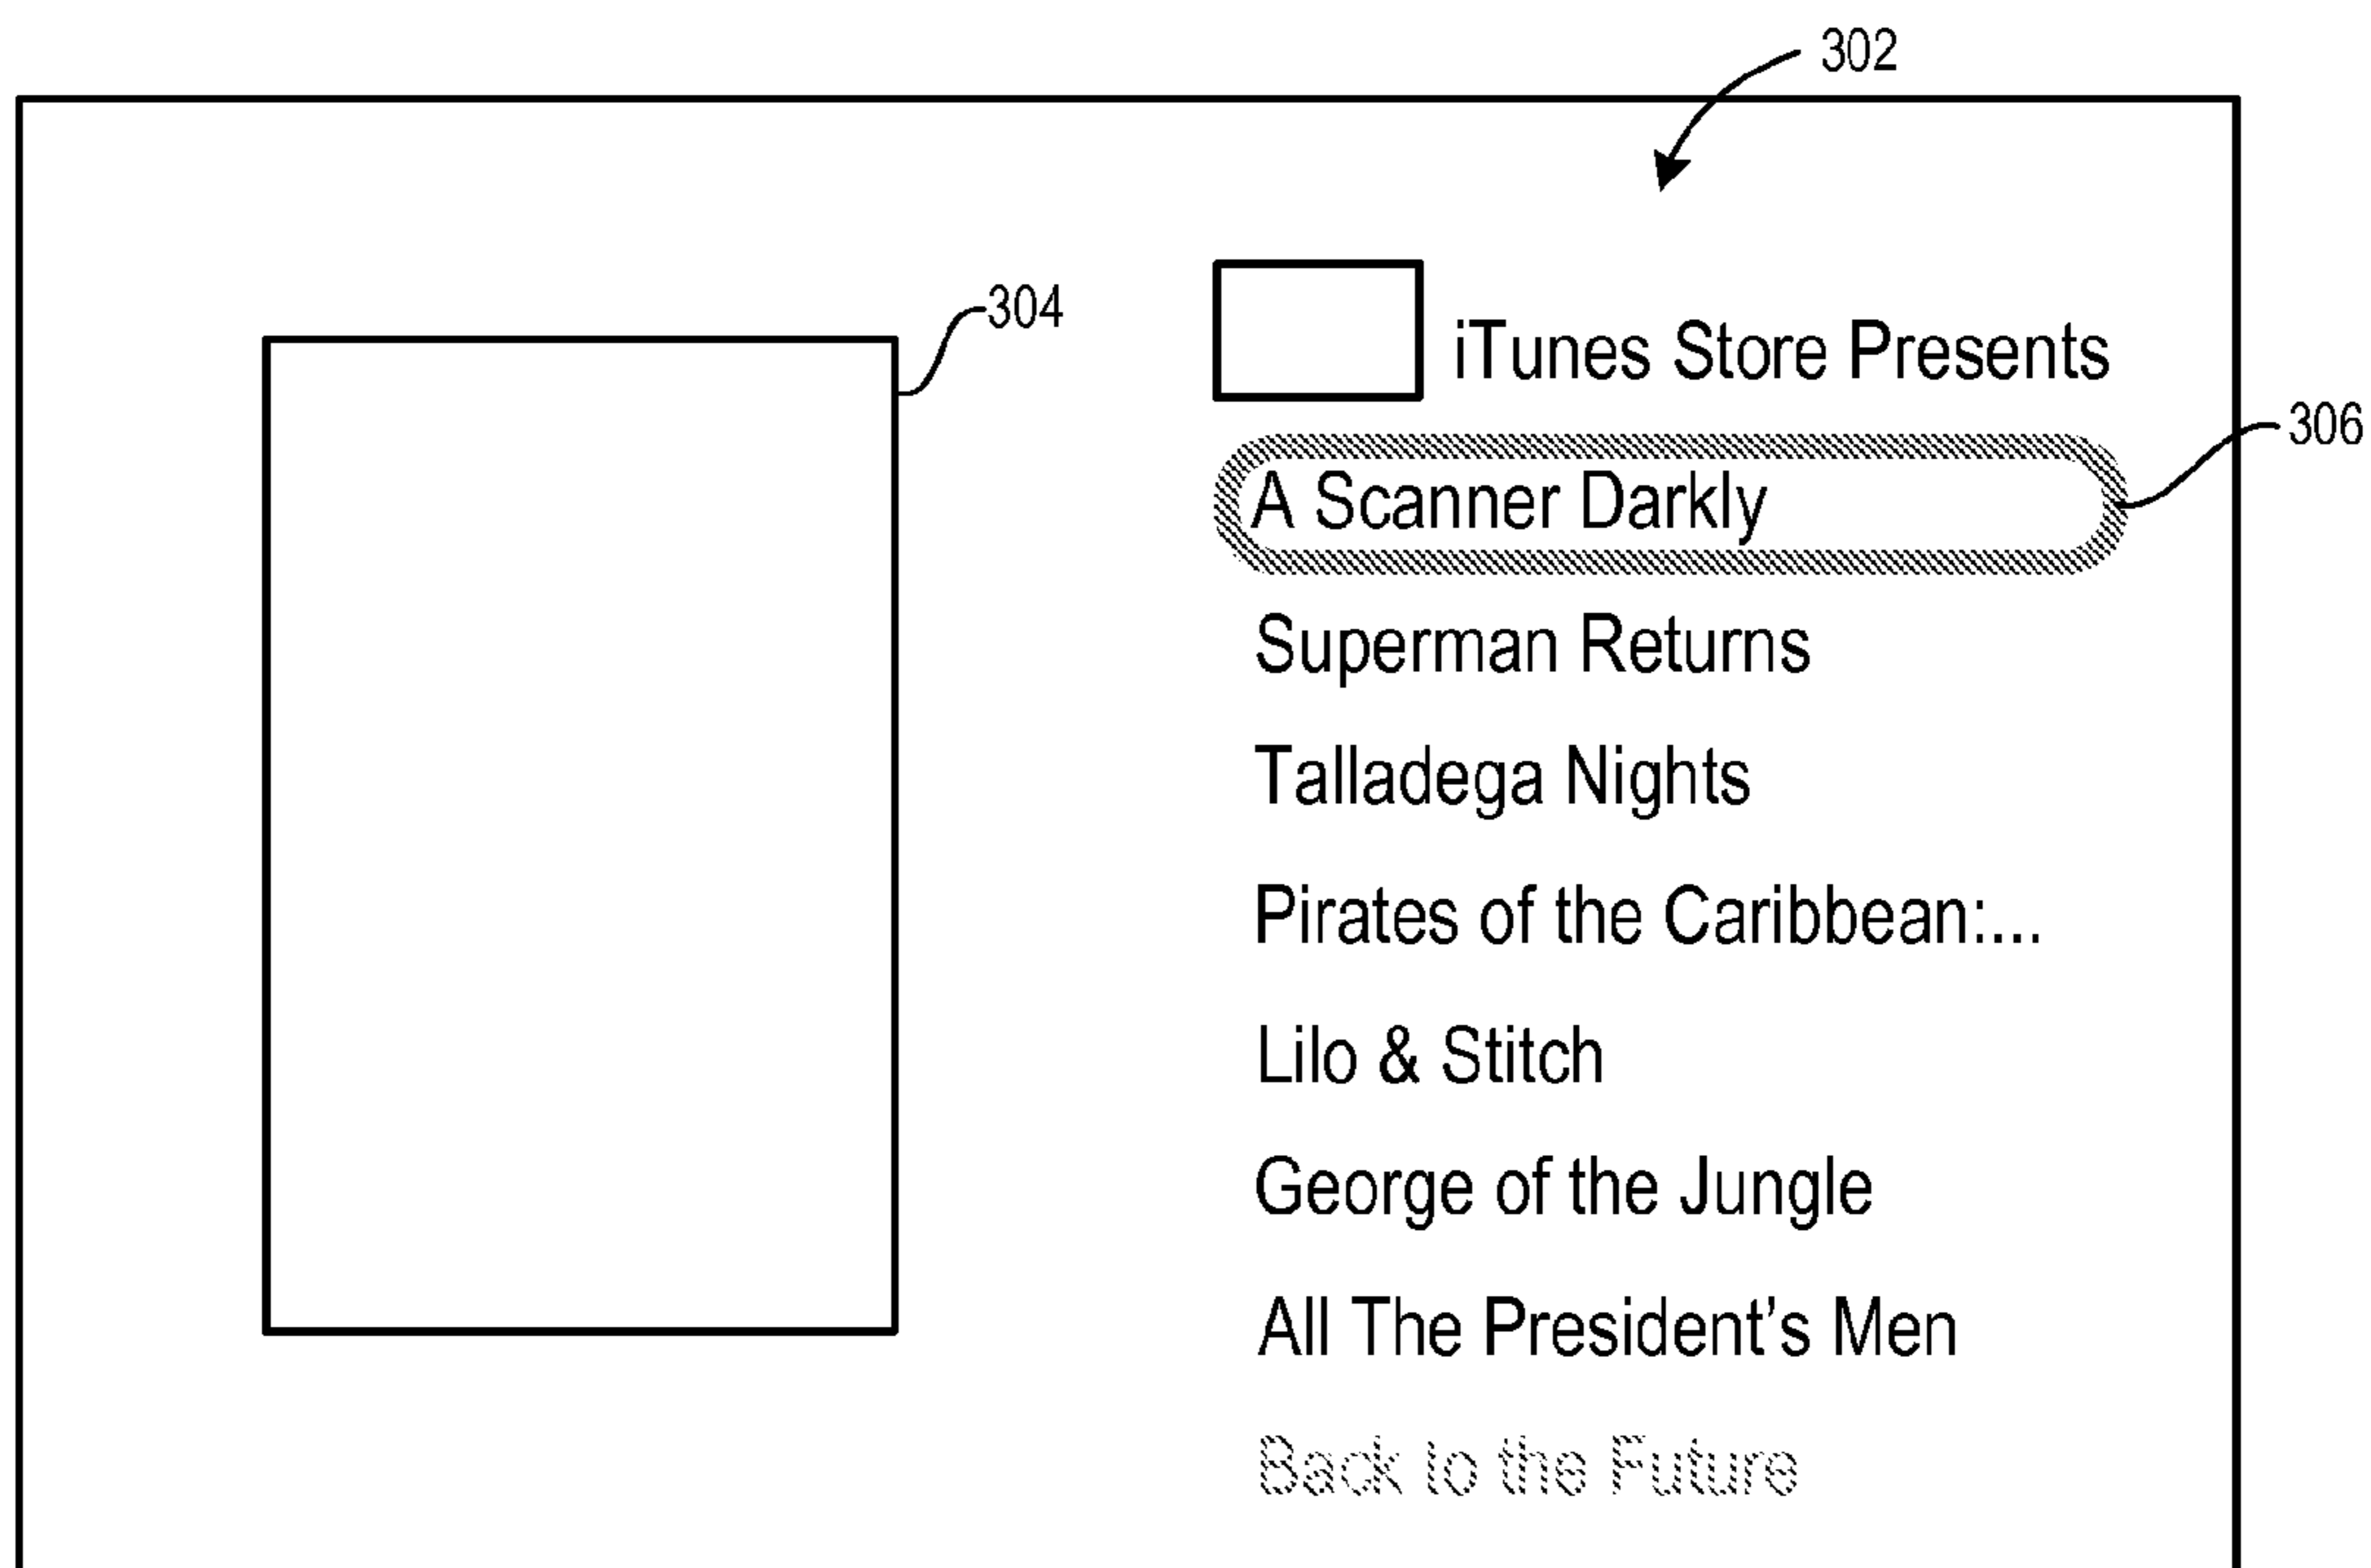 302
304
iTunes Store Presents
306
A Scanner Darkly
Superman Returns
Talladega Nights
Pirates of the Caribbean:...
Lilo & Stitch
George of the Jungle
All The President’s Men
Back to the Future